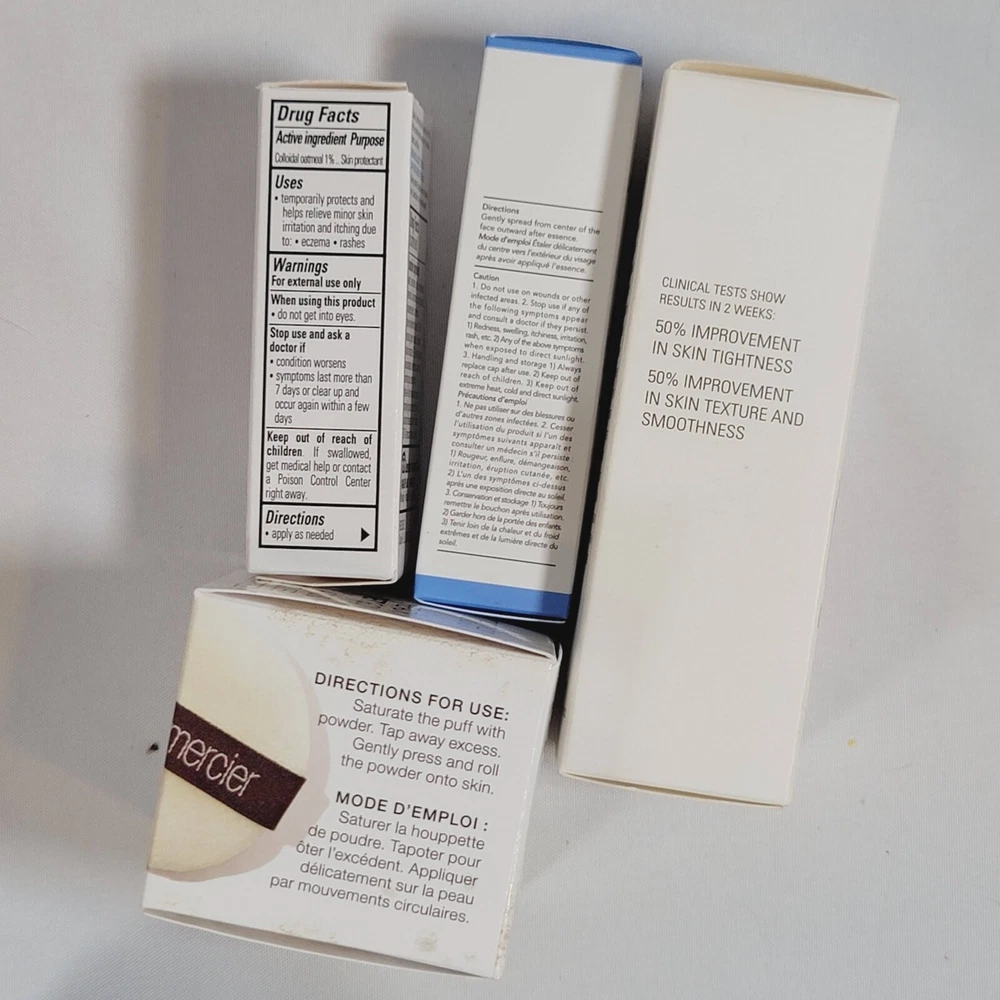 Drug Facts
Active ingredient Purpose
Colloidal oatmeal 1% .. Skin protectant
Uses
• temporarily protects and
helps relieve minor skin
irritation and itching due
to: • eczema • rashes
Warnings
For external use only
When using this product
• do not get into eyes.
Stop use and ask a
doctor if
• condition worsens
• symptoms last more than
7 days or clear up and
occur again within a few
days
Keep out of reach of
children. If swallowed,
get medical help or contact
a Poison Control Center
right away.
Directions
• apply as needed
Directions
Gently spread from center of the
face outward after essence.
Mode d'emploi Étaler délicatement
du centre vers l'extérieur du visage
après avoir appliqué l'essence.
Caution
1. Do not use on wounds or other
infected areas. 2. Stop use if any of
the following symptoms appear
and consult a doctor if they persist.
1) Redness, swelling, itchiness, irritation,
rash, etc. 2) Any of the above symptoms
when exposed to direct sunlight.
3. Handling and storage 1) Always
replace cap after use. 2) Keep out of
reach of children. 3) Keep out of
extreme heat, cold and direct sunlight.
Précautions d'emploi
1. Ne pas utiliser sur des blessures ou
d'autres zones infectées. 2. Cesser
l'utilisation du produit si l'un des
symptômes suivants apparaît et
consulter un médecin s'il persiste :
1) Rougeur, enflure, démangeaison,
irritation, éruption cutanée, etc.
2) L'un des symptômes ci-dessus
après une exposition directe au soleil.
3. Conservation et stockage 1) Toujours
remettre le bouchon après utilisation.
2) Garder hors de la portée des enfants.
3) Tenir loin de la chaleur et du froid
extrêmes et de la lumière directe du
soleil.
CLINICAL TESTS SHOW
RESULTS IN 2 WEEKS:
50% IMPROVEMENT
IN SKIN TIGHTNESS
50% IMPROVEMENT
IN SKIN TEXTURE AND
SMOOTHNESS
mercier
DIRECTIONS FOR USE:
Saturate the puff with
powder. Tap away excess.
Gently press and roll
the powder onto skin.
MODE D'EMPLOI :
Saturer la houppette
de poudre. Tapoter pour
ôter l'excédent. Appliquer
délicatement sur la peau
par mouvements circulaires.